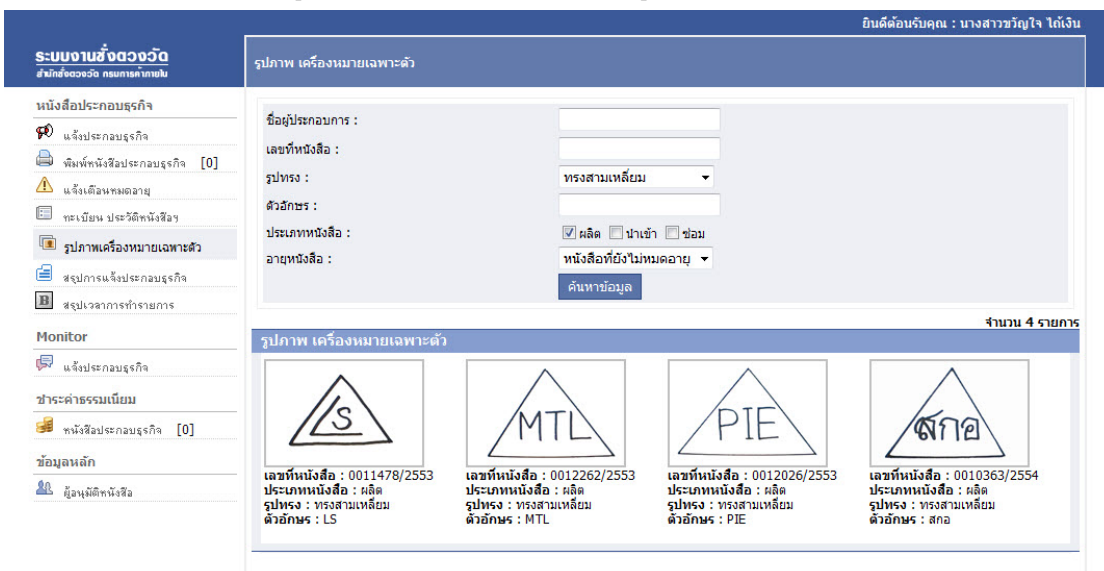 ยินดีต้อนรับคุณ : นางสาวขวัญใจ ไถ้เงิน
ระบบงานชั่งตวงวัด
สำนักชั่งตวงวัด กรมการค้าภายใน
รูปภาพ เครื่องหมายเฉพาะตัว
หนังสือประกอบธุรกิจ
แจ้งประกอบธุรกิจ
พิมพ์หนังสือประกอบธุรกิจ [0]
แจ้งเตือนหมดอายุ
ทะเบียน ประวัติหนังสือฯ
รูปภาพเครื่องหมายเฉพาะตัว
สรุปการแจ้งประกอบธุรกิจ
B สรุปเวลาการทำรายการ
Monitor
แจ้งประกอบธุรกิจ
ชำระค่าธรรมเนียม
หนังสือประกอบธุรกิจ [0]
ข้อมูลหลัก
ผู้อนุมัติหนังสือ
ชื่อผู้ประกอบการ :
เลขที่หนังสือ :
รูปทรง : ทรงสามเหลี่ยม
ตัวอักษร :
ประเภทหนังสือ : ผลิต นำเข้า ซ่อม
อายุหนังสือ : หนังสือที่ยังไม่หมดอายุ
ค้นหาข้อมูล
จำนวน 4 รายการ
รูปภาพ เครื่องหมายเฉพาะตัว
LS
เลขที่หนังสือ : 0011478/2553
ประเภทหนังสือ : ผลิต
รูปทรง : ทรงสามเหลี่ยม
ตัวอักษร : LS
MTL
เลขที่หนังสือ : 0012262/2553
ประเภทหนังสือ : ผลิต
รูปทรง : ทรงสามเหลี่ยม
ตัวอักษร : MTL
PIE
เลขที่หนังสือ : 0012026/2553
ประเภทหนังสือ : ผลิต
รูปทรง : ทรงสามเหลี่ยม
ตัวอักษร : PIE
สกอ
เลขที่หนังสือ : 0010363/2554
ประเภทหนังสือ : ผลิต
รูปทรง : ทรงสามเหลี่ยม
ตัวอักษร : สกอ